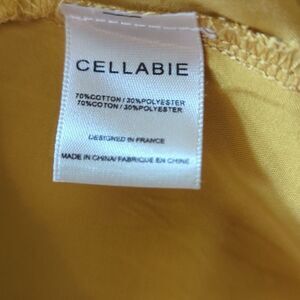 CELLABIE
70%COTTON / 30%POLYESTER
70%COTON / 30%POLYESTER
DESIGNED IN FRANCE
MADE IN CHINA/ FABRIQUE EN CHINE